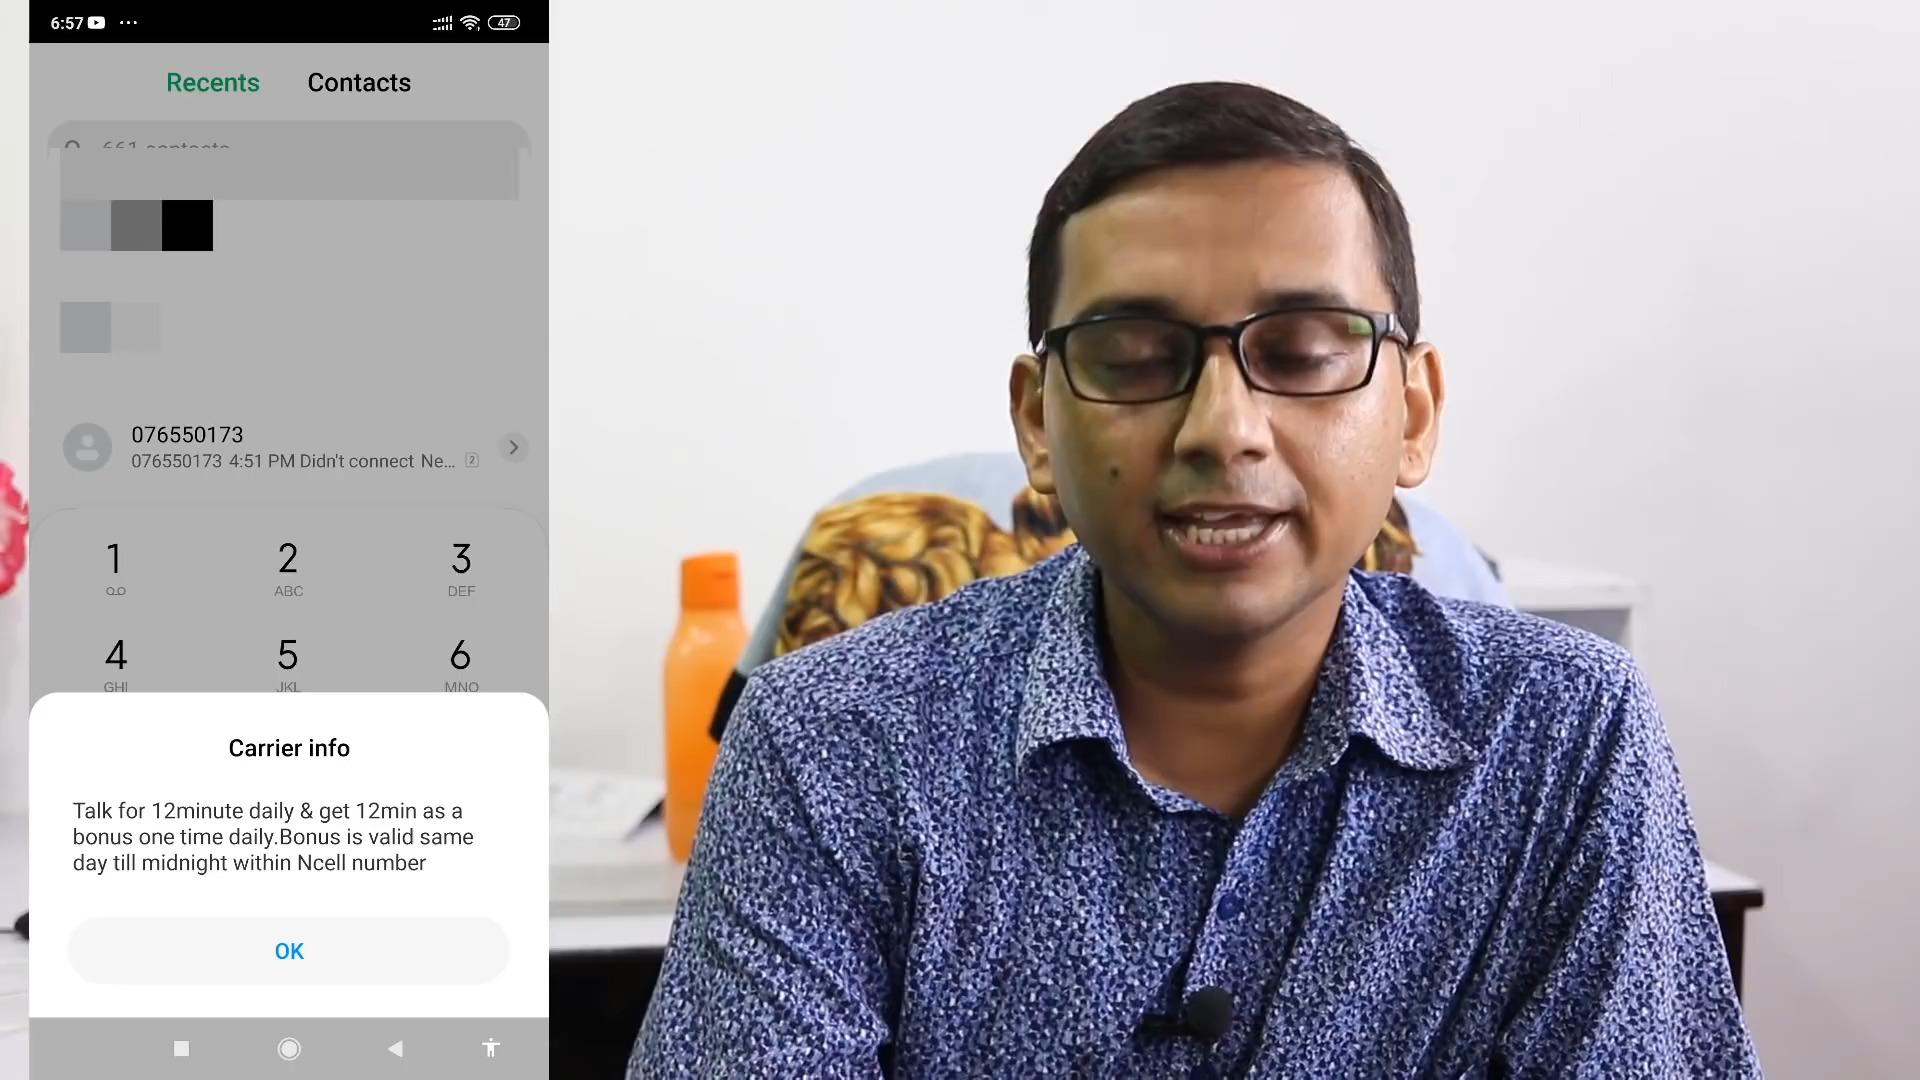 6:57
47
Recents Contacts
661 contacts
076550173
076550173 4:51 PM Didn't connect Ne... 2
1 2 3
ABC DEF
4 5 6
GHI JKL MNO
Carrier info
Talk for 12minute daily & get 12min as a
bonus one time daily.Bonus is valid same
day till midnight within Ncell number
OK